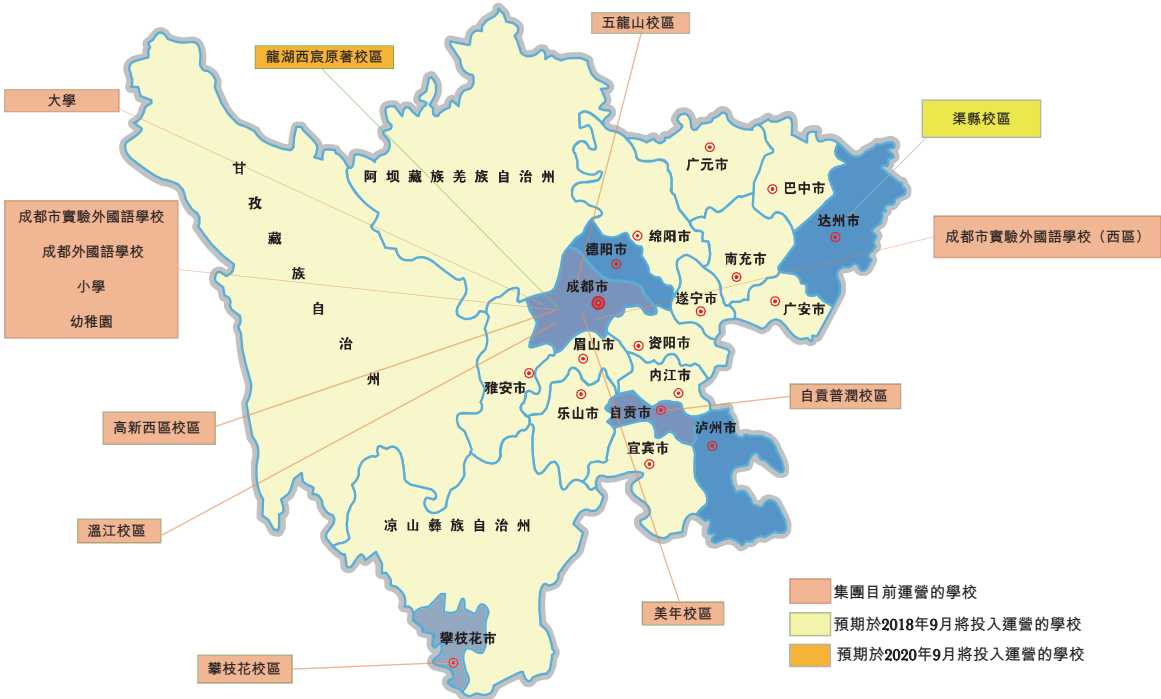 五龍山校區
龍湖西宸原著校區
大學
渠縣校區
成都市實驗外國語學校
成都外國語學校
小學
幼稚園
成都市實驗外國語學校（西區）
高新西區校區
自貢普潤校區
溫江校區
美年校區
攀枝花校區
甘孜藏族自治州
阿坝藏族羌族自治州
广元市
巴中市
达州市
绵阳市
德阳市
南充市
成都市
遂宁市
广安市
眉山市
资阳市
雅安市
内江市
乐山市
自贡市
泸州市
宜宾市
凉山彝族自治州
攀枝花市
集團目前運營的學校
預期於2018年9月將投入運營的學校
預期於2020年9月將投入運營的學校